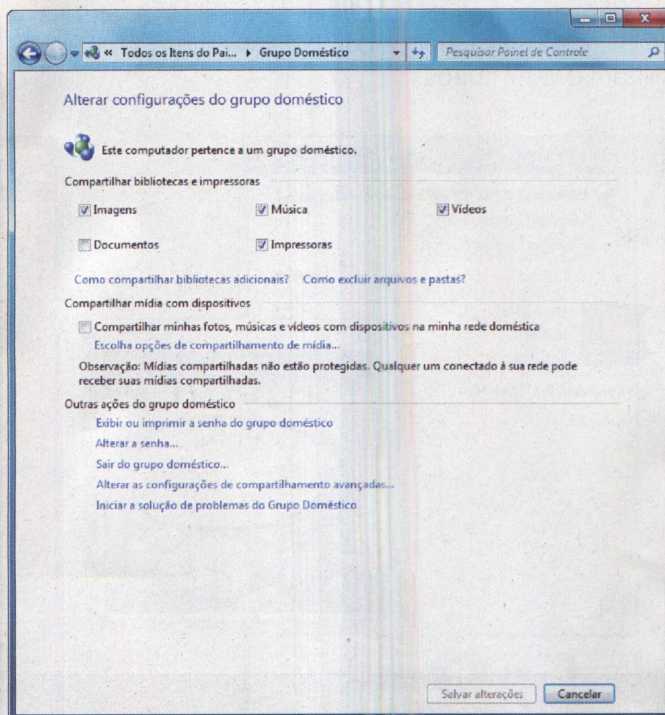 « Todos os Itens do Pai... ▸ Grupo Doméstico
Pesquisar Painel de Controle
Alterar configurações do grupo doméstico
Este computador pertence a um grupo doméstico.
Compartilhar bibliotecas e impressoras
Imagens Música Vídeos
Documentos Impressoras
Como compartilhar bibliotecas adicionais? Como excluir arquivos e pastas?
Compartilhar mídia com dispositivos
Compartilhar minhas fotos, músicas e vídeos com dispositivos na minha rede doméstica
Escolha opções de compartilhamento de mídia...
Observação: Mídias compartilhadas não estão protegidas. Qualquer um conectado à sua rede pode
receber suas mídias compartilhadas.
Outras ações do grupo doméstico
Exibir ou imprimir a senha do grupo doméstico
Alterar a senha...
Sair do grupo doméstico...
Alterar as configurações de compartilhamento avançadas...
Iniciar a solução de problemas do Grupo Doméstico
Salvar alterações Cancelar